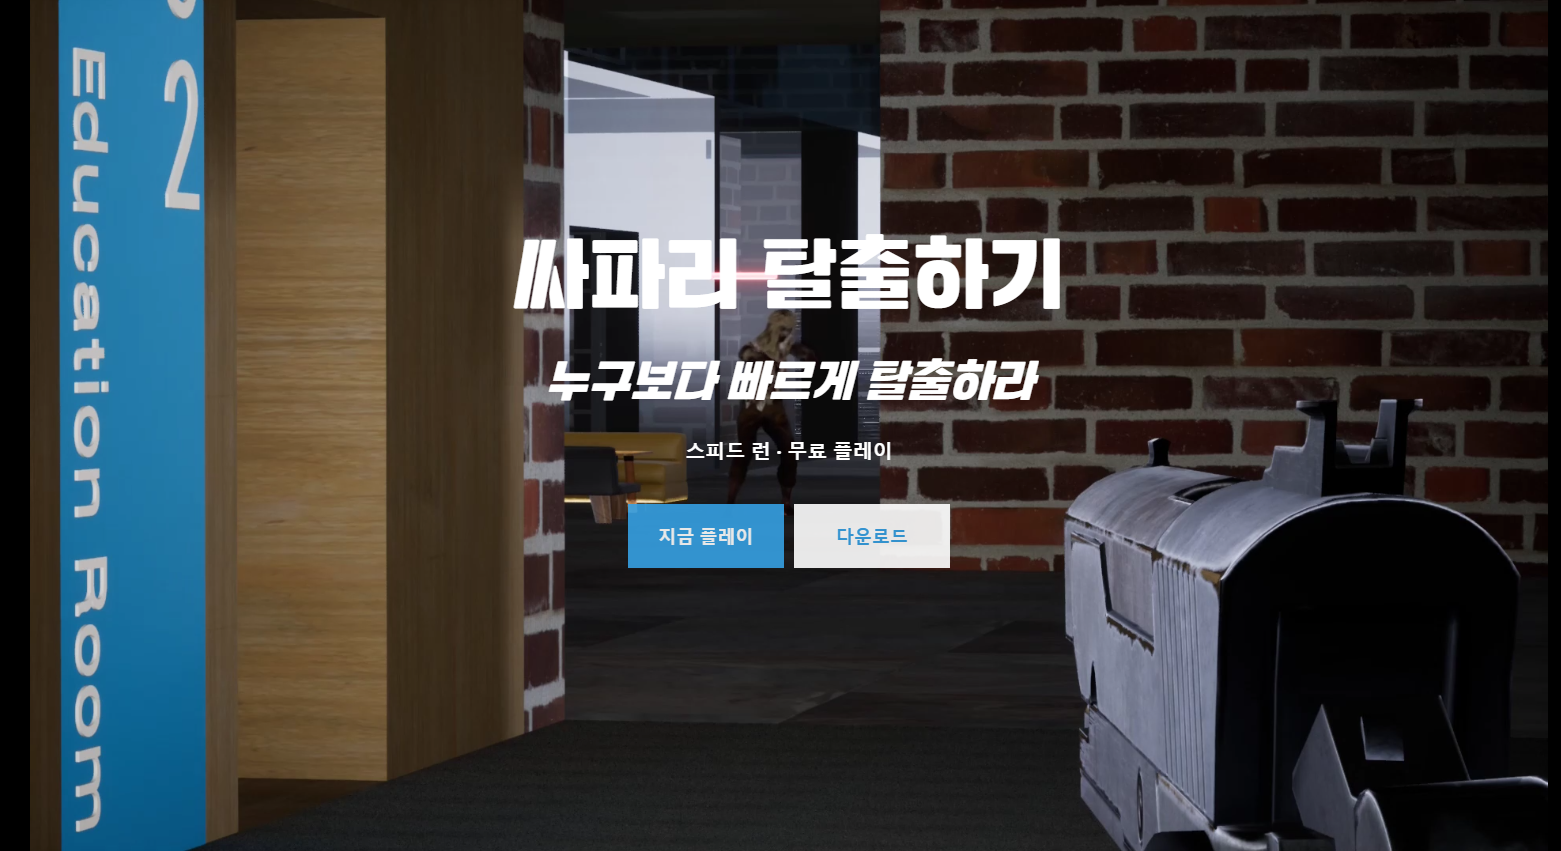 2
Education Room
싸파리 탈출하기
누구보다 빠르게 탈출하라
스피드 런 · 무료 플레이
지금 플레이
다운로드